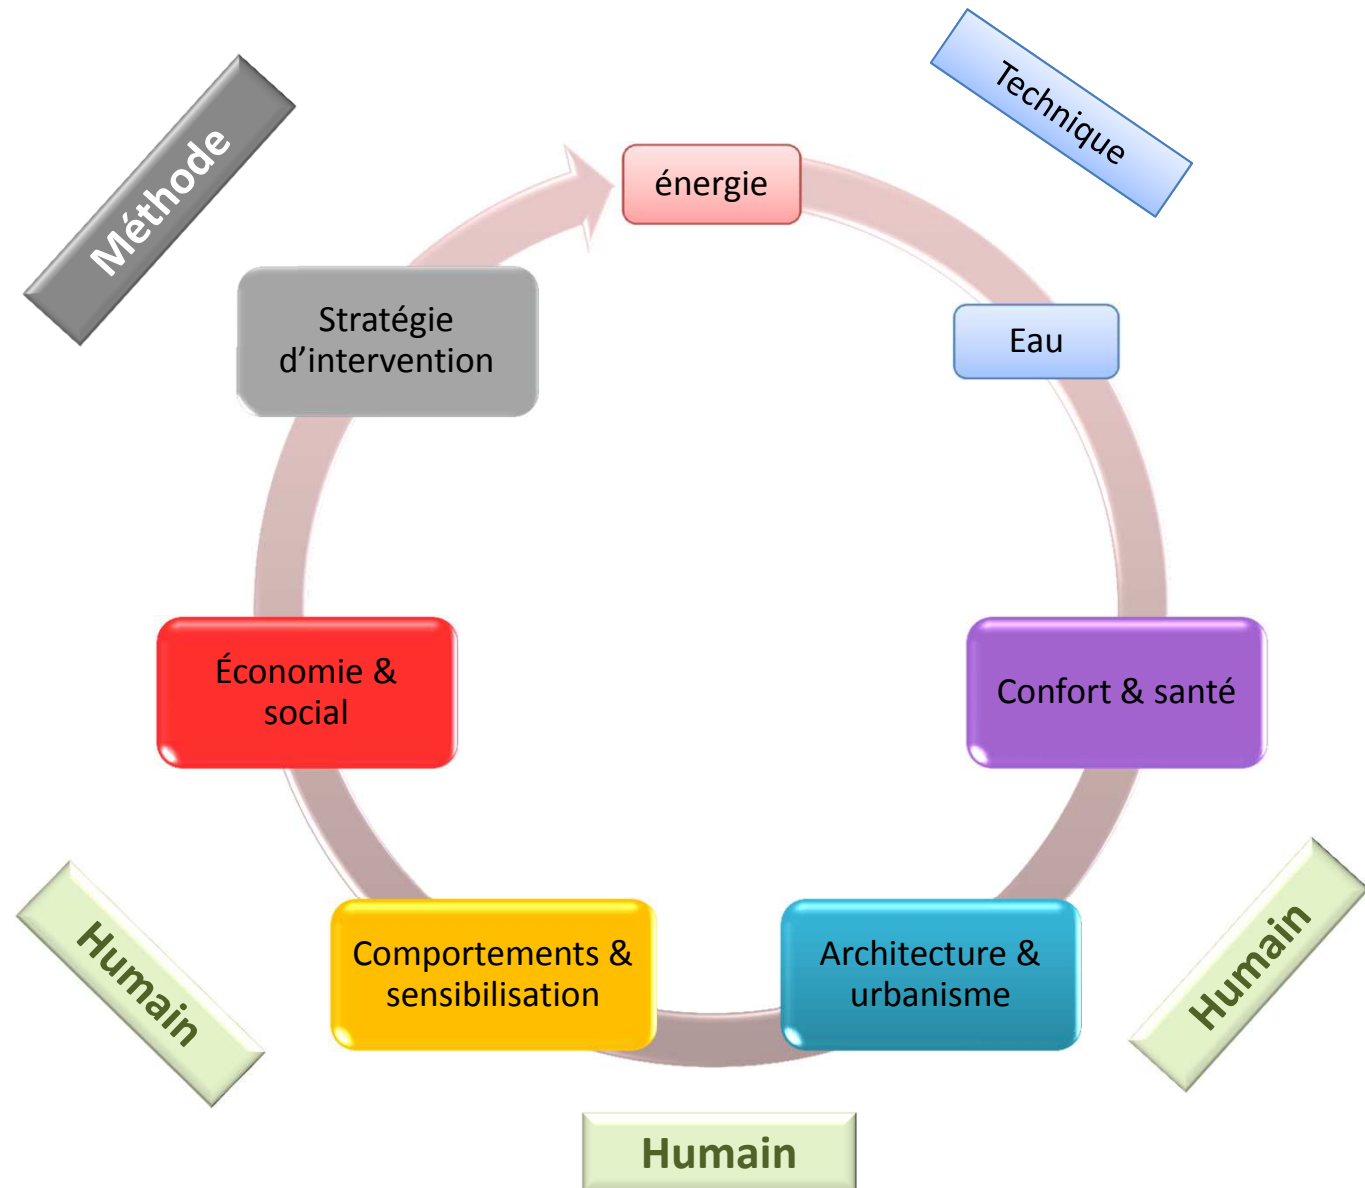 Méthode
Technique
énergie
Stratégie
d’intervention
Eau
Économie &
social
Confort & santé
Comportements &
sensibilisation
Architecture &
urbanisme
Humain
Humain
Humain